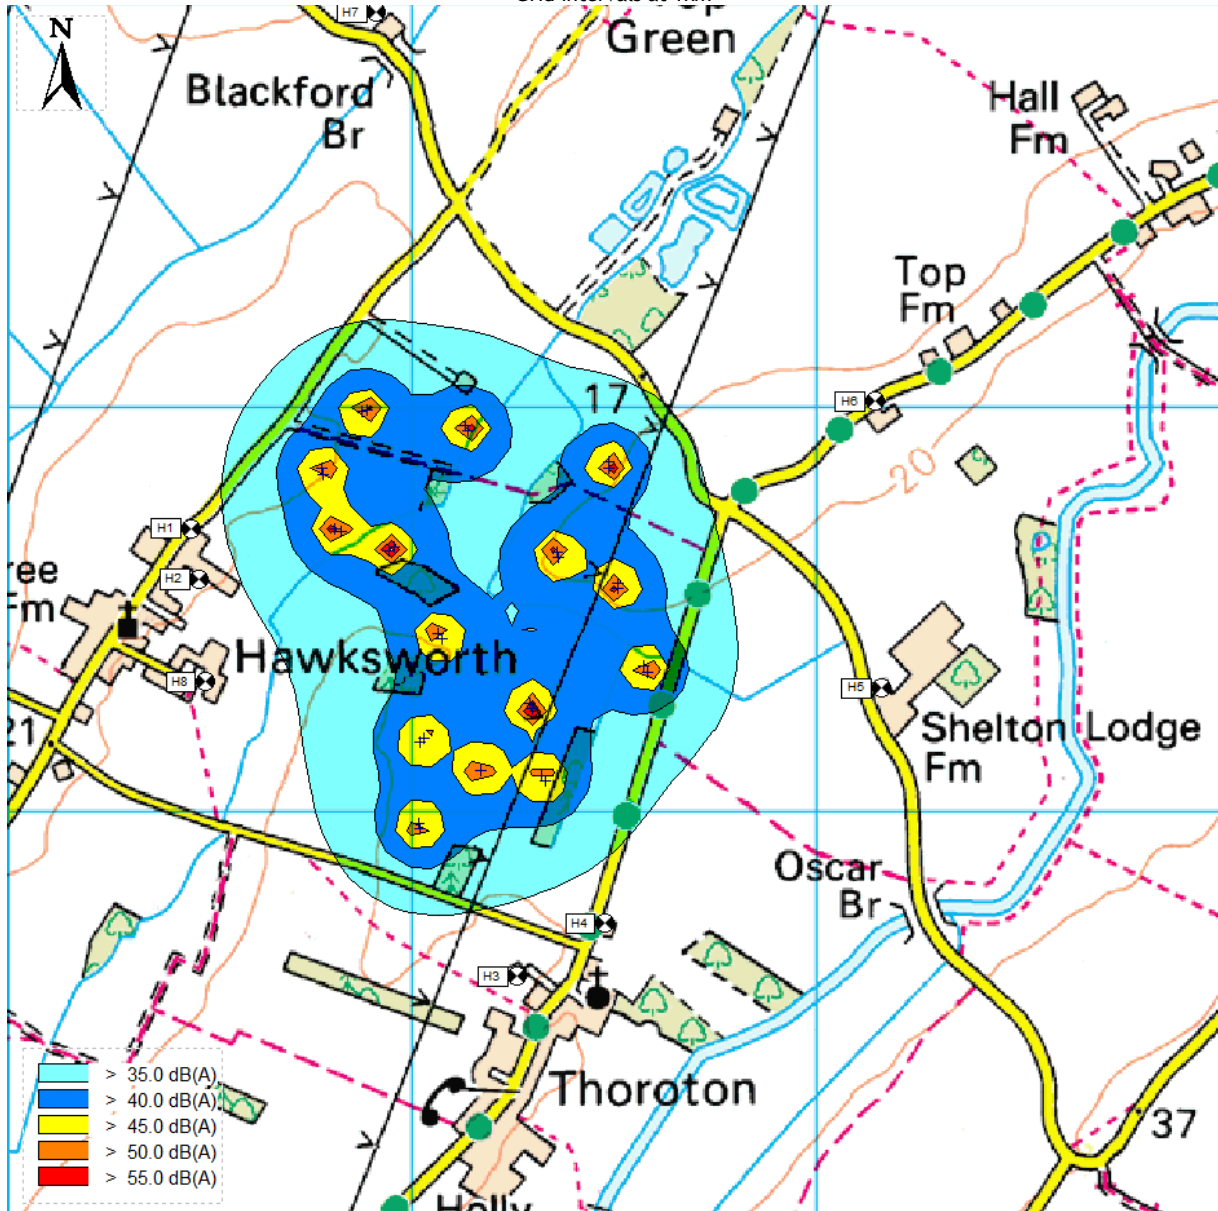 H7
N
Green
Blackford
Br
Hall
Fm
Top
Fm
17
H6
20
H1
ree
Fm
H2
Hawksworth
H8
H5
21
Shelton Lodge
Fm
Oscar
Br
H4
H3
> 35.0 dB(A)
> 40.0 dB(A)
> 45.0 dB(A)
> 50.0 dB(A)
> 55.0 dB(A)
Thoroton
37
Holly